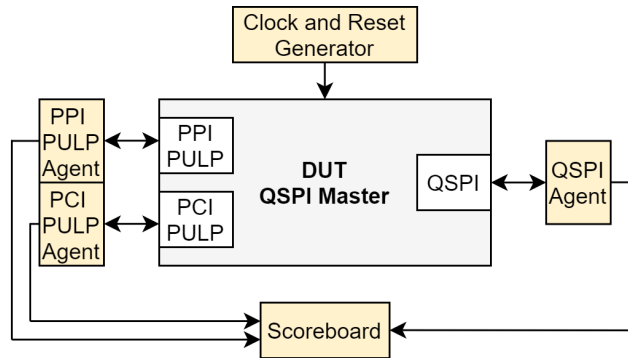 Clock and Reset
Generator
PPI
PULP
Agent
PCI
PULP
Agent
PPI
PULP
PCI
PULP
DUT
QSPI Master
QSPI
QSPI
Agent
Scoreboard